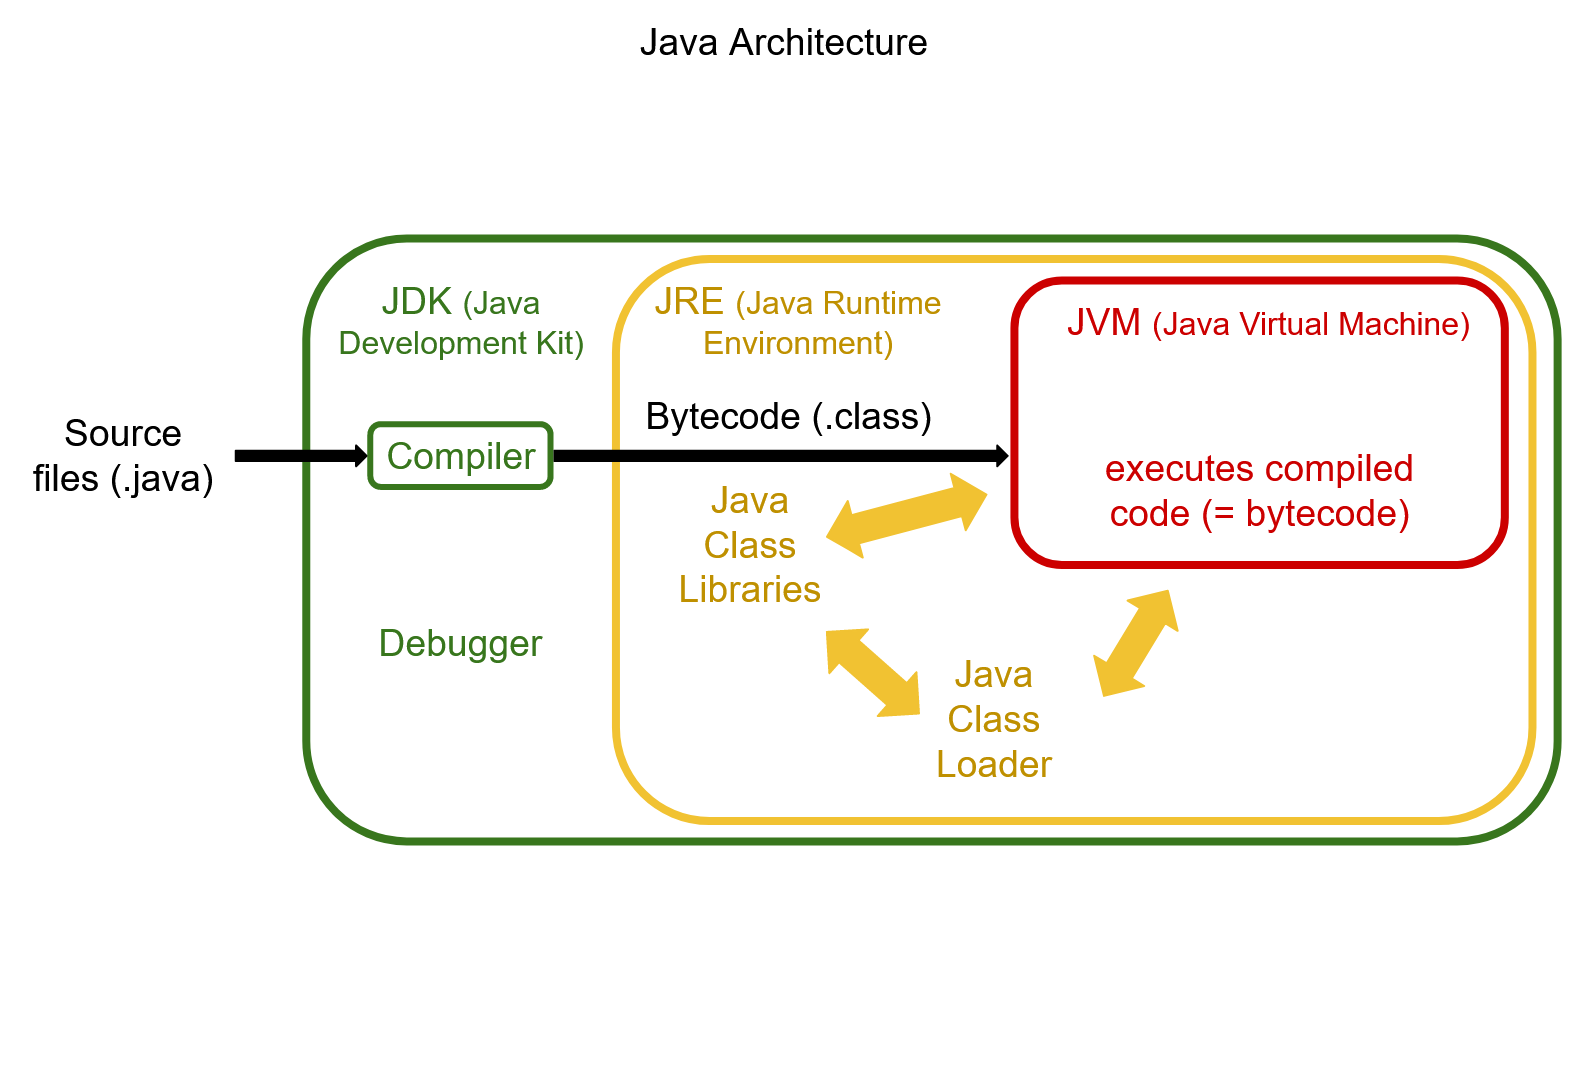 Java Architecture
JDK (Java
Development Kit)
JRE (Java Runtime
Environment)
JVM (Java Virtual Machine)
Source
files (.java)
Compiler
Bytecode (.class)
executes compiled
code (= bytecode)
Java
Class
Libraries
Debugger
Java
Class
Loader